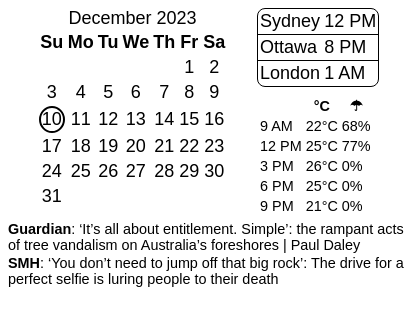 December 2023
Su Mo Tu We Th Fr Sa
1 2
3 4 5 6 7 8 9
10 11 12 13 14 15 16
17 18 19 20 21 22 23
24 25 26 27 28 29 30
31
Sydney 12 PM
Ottawa 8 PM
London 1 AM
°C ☂
9 AM 22°C 68%
12 PM 25°C 77%
3 PM 26°C 0%
6 PM 25°C 0%
9 PM 21°C 0%
Guardian: ‘It’s all about entitlement. Simple’: the rampant acts
of tree vandalism on Australia’s foreshores | Paul Daley
SMH: ‘You don’t need to jump off that big rock’: The drive for a
perfect selfie is luring people to their death